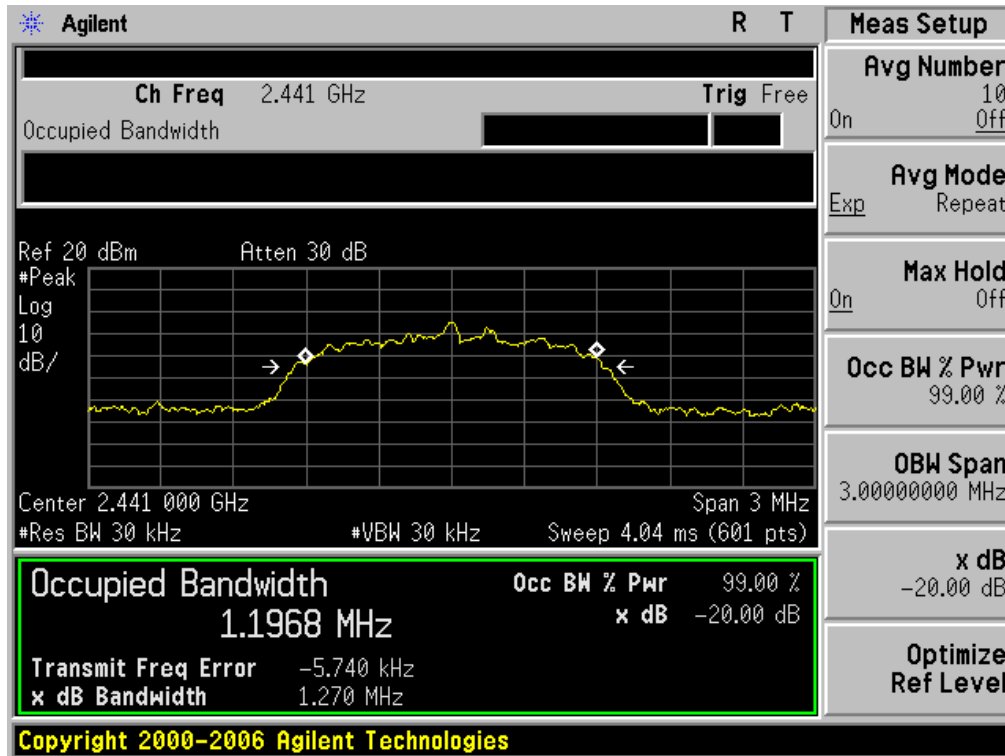 Agilent R T
Ch Freq 2.441 GHz Trig Free
Occupied Bandwidth
Ref 20 dBm Atten 30 dB
#Peak
Log
10
dB/
Center 2.441 000 GHz Span 3 MHz
#Res BW 30 kHz #VBW 30 kHz Sweep 4.04 ms (601 pts)
Occupied Bandwidth Occ BW % Pwr 99.00 %
1.1968 MHz x dB -20.00 dB
Transmit Freq Error -5.740 kHz
x dB Bandwidth 1.270 MHz
Copyright 2000-2006 Agilent Technologies
Meas Setup
Avg Number
10
On Off
Avg Mode
Exp Repeat
Max Hold
On Off
Occ BW % Pwr
99.00 %
OBW Span
3.00000000 MHz
x dB
-20.00 dB
Optimize
Ref Level